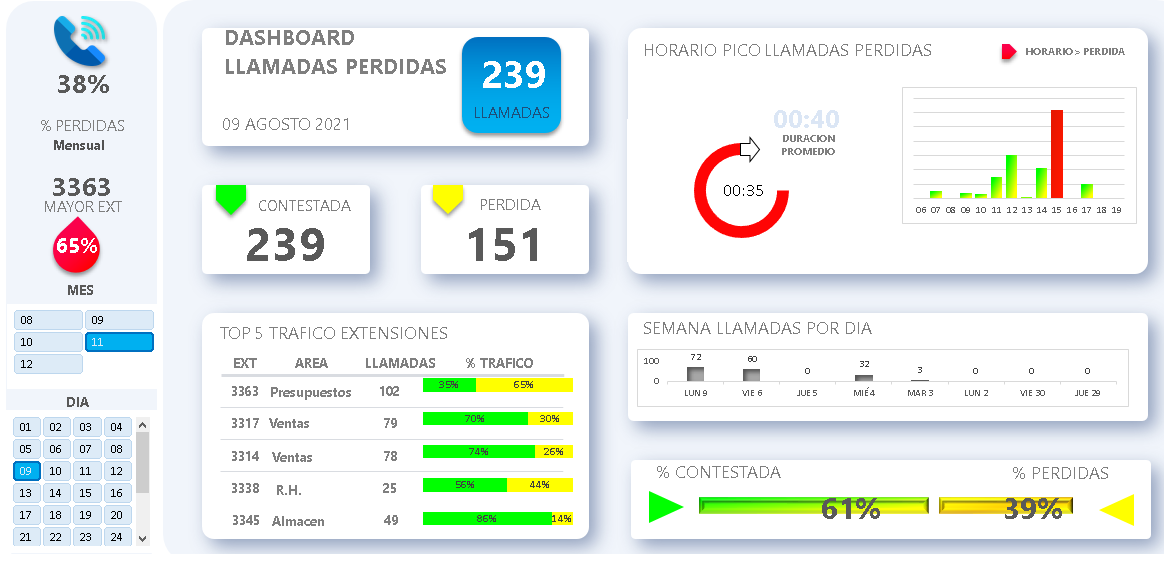 38%
% PERDIDAS
Mensual
3363
MAYOR EXT
65%
MES
08 09
10 11
12
DIA
01 02 03 04
05 06 07 08
09 10 11 12
13 14 15 16
17 18 19 20
21 22 23 24
DASHBOARD
LLAMADAS PERDIDAS
09 AGOSTO 2021
239
LLAMADAS
CONTESTADA
239
PERDIDA
151
HORARIO PICO LLAMADAS PERDIDAS
HORARIO > PERDIDA
00:40
DURACION
PROMEDIO
00:35
06 07 08 09 10 11 12 13 14 15 16 17 18 19
TOP 5 TRAFICO EXTENSIONES
EXT AREA LLAMADAS % TRAFICO
3363 Presupuestos 102 35% 65%
3317 Ventas 79 70% 30%
3314 Ventas 78 74% 26%
3338 R.H. 25 56% 44%
3345 Almacen 49 86% 14%
SEMANA LLAMADAS POR DIA
100
0
72 60 0 32 3 0 0 0
LUN 9 VIE 6 JUE 5 MIÉ 4 MAR 3 LUN 2 VIE 30 JUE 29
% CONTESTADA % PERDIDAS
61% 39%